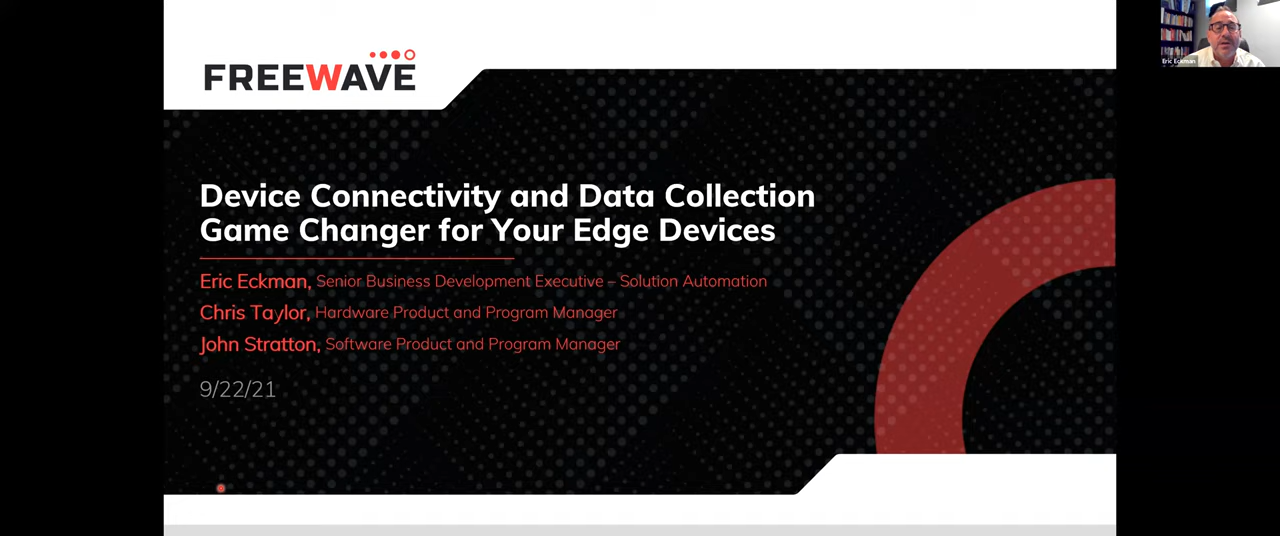 FREEWAVE
Eric Eckman
Device Connectivity and Data Collection
Game Changer for Your Edge Devices
Eric Eckman, Senior Business Development Executive – Solution Automation
Chris Taylor, Hardware Product and Program Manager
John Stratton, Software Product and Program Manager
9/22/21